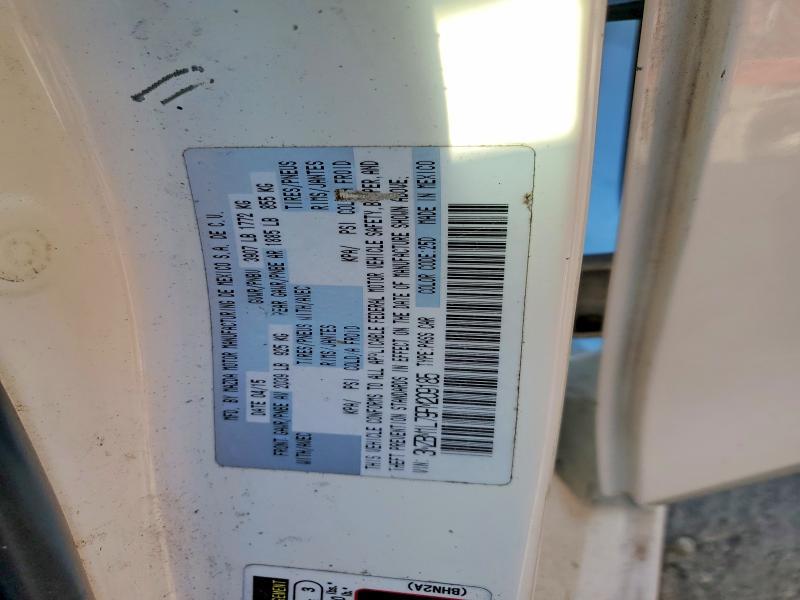 MFD. BY MAZDA MOTOR MANUFACTURING DE MEXICO S.A. DE C.V.
DATE 04/15 GVWR/PNBV 3907 LB 1772 KG
FRONT GAWR/PNBE AV 2039 LB 925 KG REAR GAWR/PNBE AR 1885 LB 855 KG
WITH/AVEC TIRES/PNEUS WITH/AVEC TIRES/PNEUS
RIMS/JANTES RIMS/JANTES
KPA/ PSI COLD/A FROID KPA/ PSI COLD/A FROID
THIS VEHICLE CONFORMS TO ALL APPLICABLE FEDERAL MOTOR VEHICLE SAFETY, BUMPER, AND
THEFT PREVENTION STANDARDS IN EFFECT ON THE DATE OF MANUFACTURE SHOWN ABOVE.
VIN: TYPE PASS CAR COLOR CODE: 25D MADE IN MEXICO
3
(BHN2A)